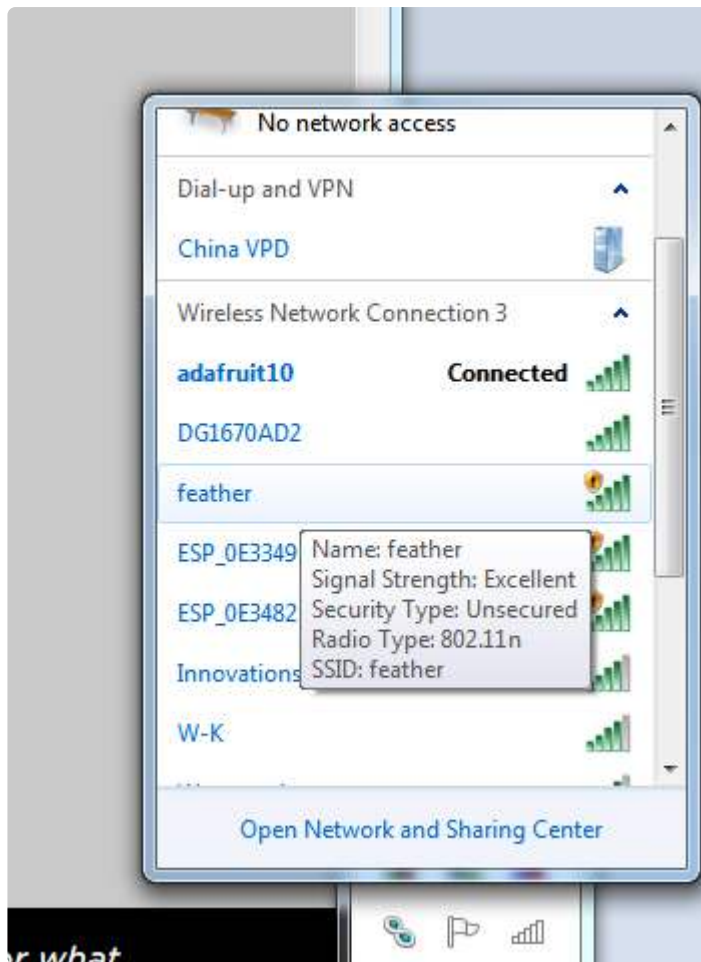 No network access
Dial-up and VPN
China VPD
Wireless Network Connection 3
adafruit10 Connected
DG1670AD2
feather
ESP_0E3349
Name: feather
Signal Strength: Excellent
ESP_0E3482
Security Type: Unsecured
Radio Type: 802.11n
Innovations
SSID: feather
W-K
Open Network and Sharing Center
or what